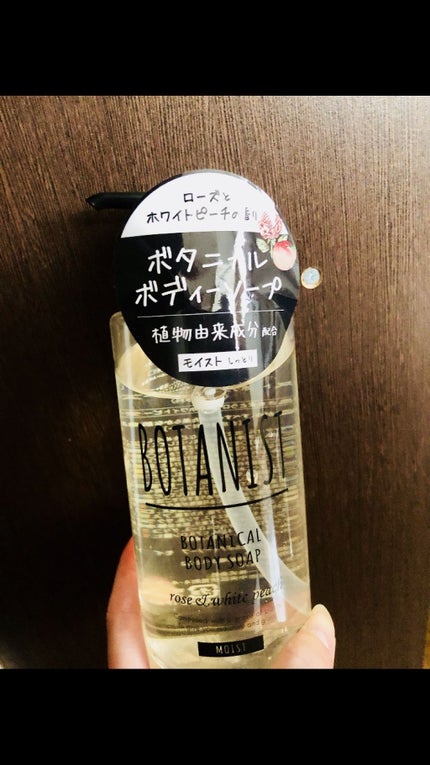 ローズと
ホワイトピーチの香り
ボタニカル
ボディーソープ
植物由来成分配合
モイスト しっとり
BOTANIST
BOTANICAL
BODY SOAP
rose & white peach
MOIST